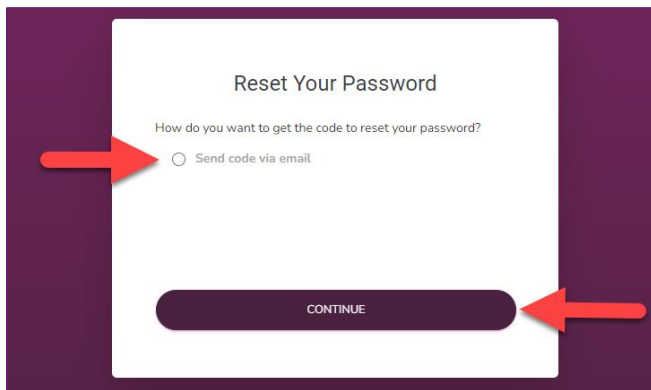 Reset Your Password
How do you want to get the code to reset your password?
Send code via email
CONTINUE